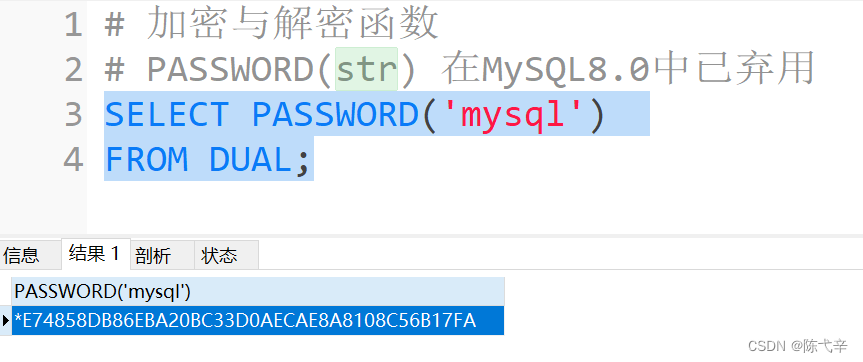 1 # 加密与解密函数
2 # PASSWORD(str) 在MySQL8.0中已弃用
3 SELECT PASSWORD('mysql')
4 FROM DUAL;
信息 结果 1 剖析 状态
PASSWORD('mysql')
*E74858DB86EBA20BC33D0AECAE8A8108C56B17FA
CSDN @陈弋辛